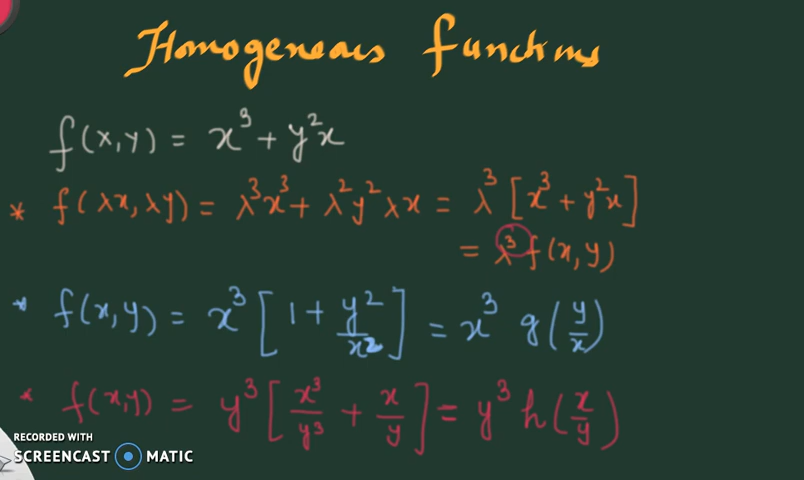 Homogeneous functions
f(x,y) = x³ + y²x
* f(λx, λy) = λ³x³ + λ²y²λx = λ³ [x³ + y²x]
= λ³ f(x,y)
* f(x,y) = x³ [1 + y²/x²] = x³ g(y/x)
* f(x,y) = y³ [x³/y³ + x/y] = y³ h(x/y)
RECORDED WITH
SCREENCAST MATIC